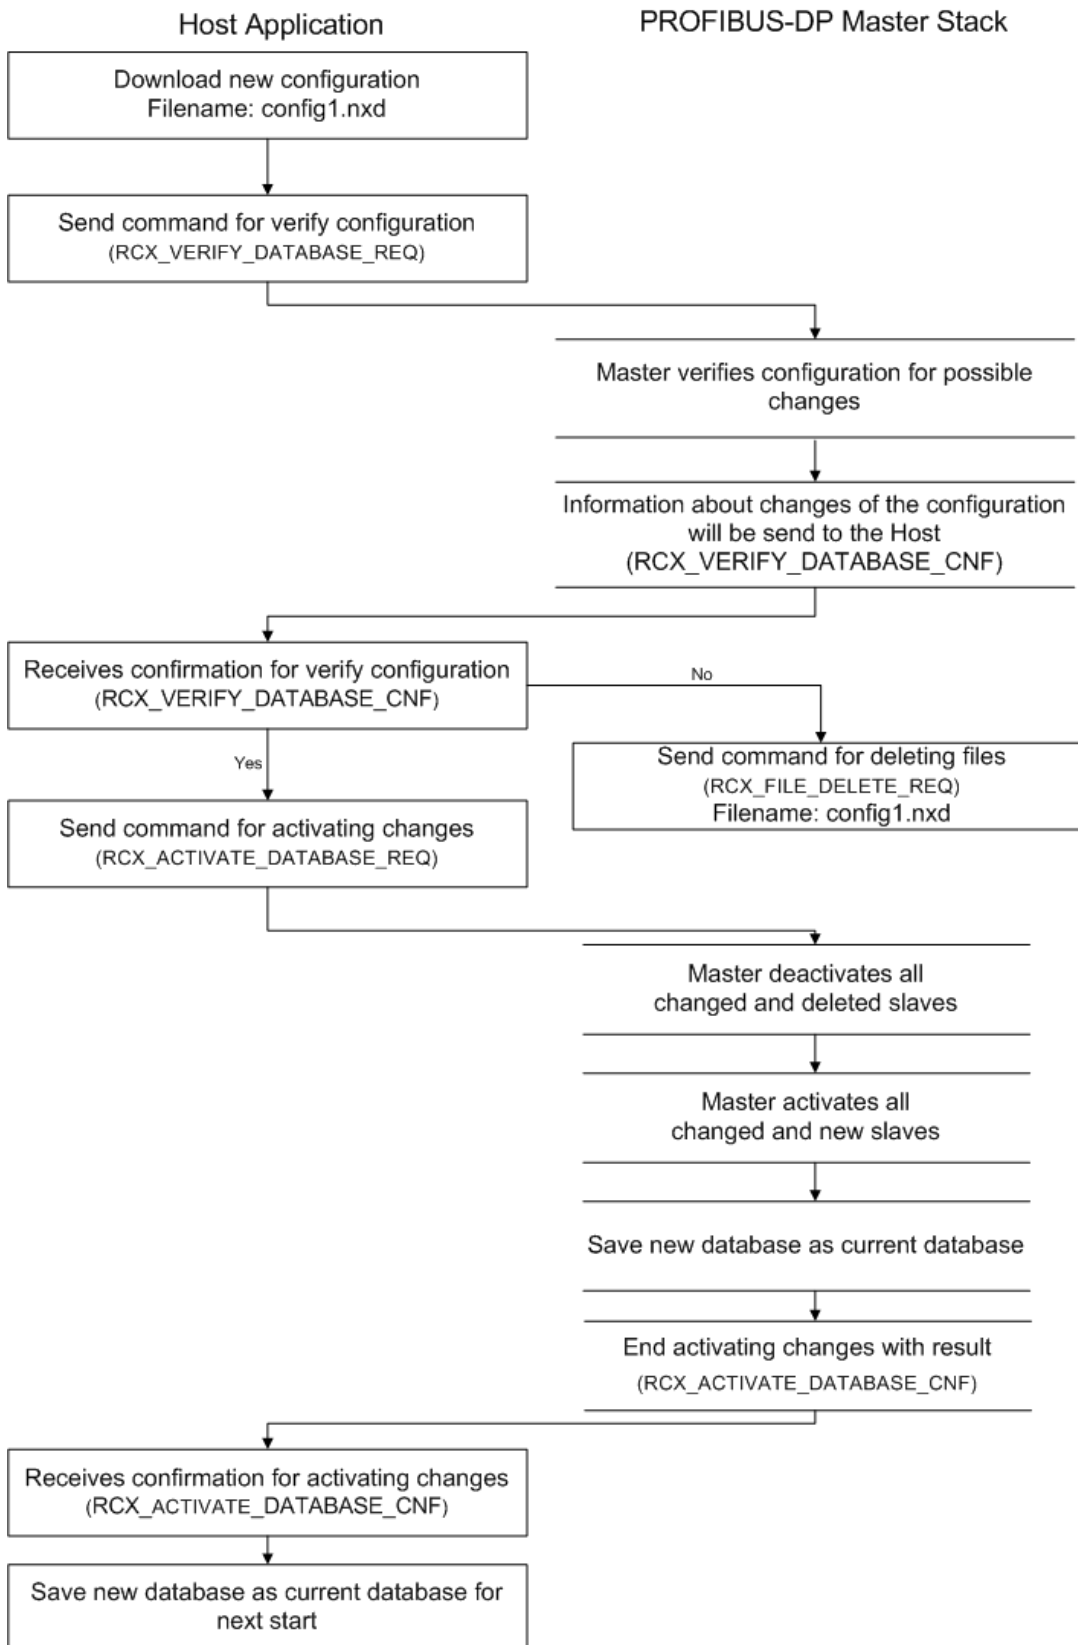 Host Application
PROFIBUS-DP Master Stack
Download new configuration
Filename: config1.nxd
Send command for verify configuration
(RCX_VERIFY_DATABASE_REQ)
Master verifies configuration for possible
changes
Information about changes of the configuration
will be send to the Host
(RCX_VERIFY_DATABASE_CNF)
Receives confirmation for verify configuration
(RCX_VERIFY_DATABASE_CNF)
No
Send command for deleting files
(RCX_FILE_DELETE_REQ)
Filename: config1.nxd
Yes
Send command for activating changes
(RCX_ACTIVATE_DATABASE_REQ)
Master deactivates all
changed and deleted slaves
Master activates all
changed and new slaves
Save new database as current database
End activating changes with result
(RCX_ACTIVATE_DATABASE_CNF)
Receives confirmation for activating changes
(RCX_ACTIVATE_DATABASE_CNF)
Save new database as current database for
next start